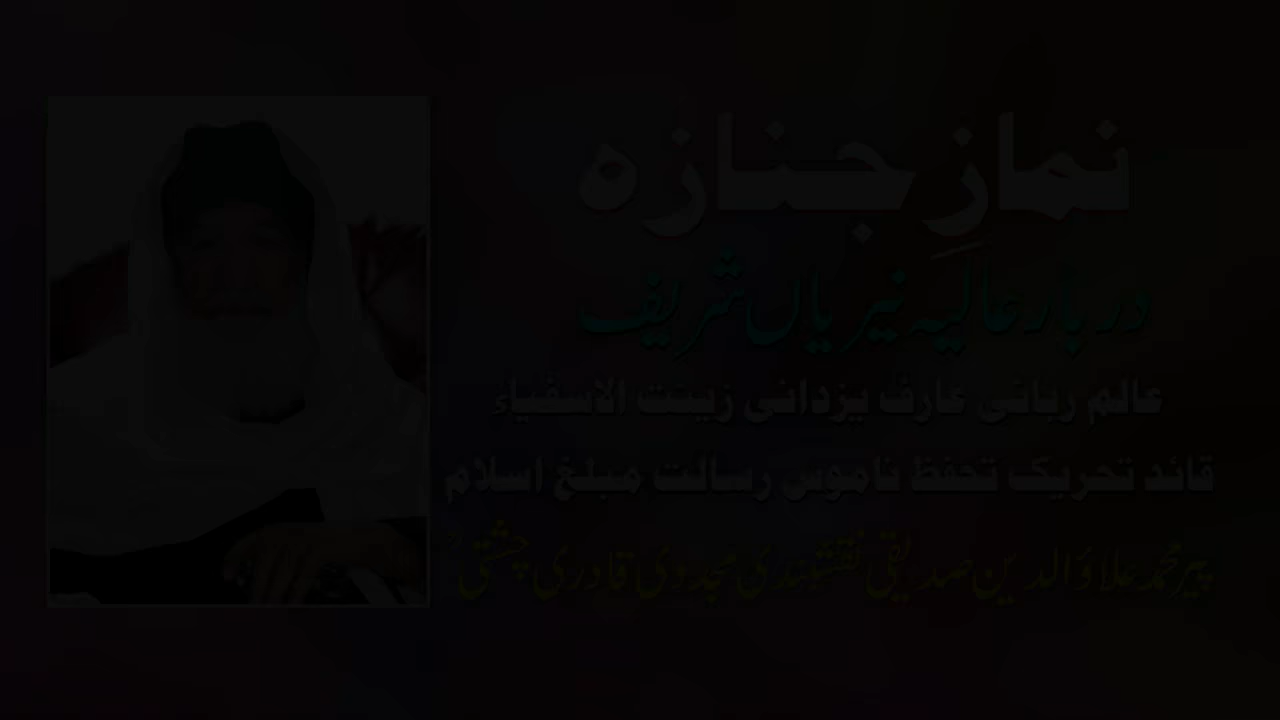 نمازِ جنازہ
دربار عالیہ نیریاں شریف
عالم ربانی عارف یزدانی زینت الاسفیاء
قائد تحریک تحفظ ناموس رسالت مبلغ اسلام
پیر محمد علاؤالدین صدیقی نقشبندی مجددی قادری چشتیؒ